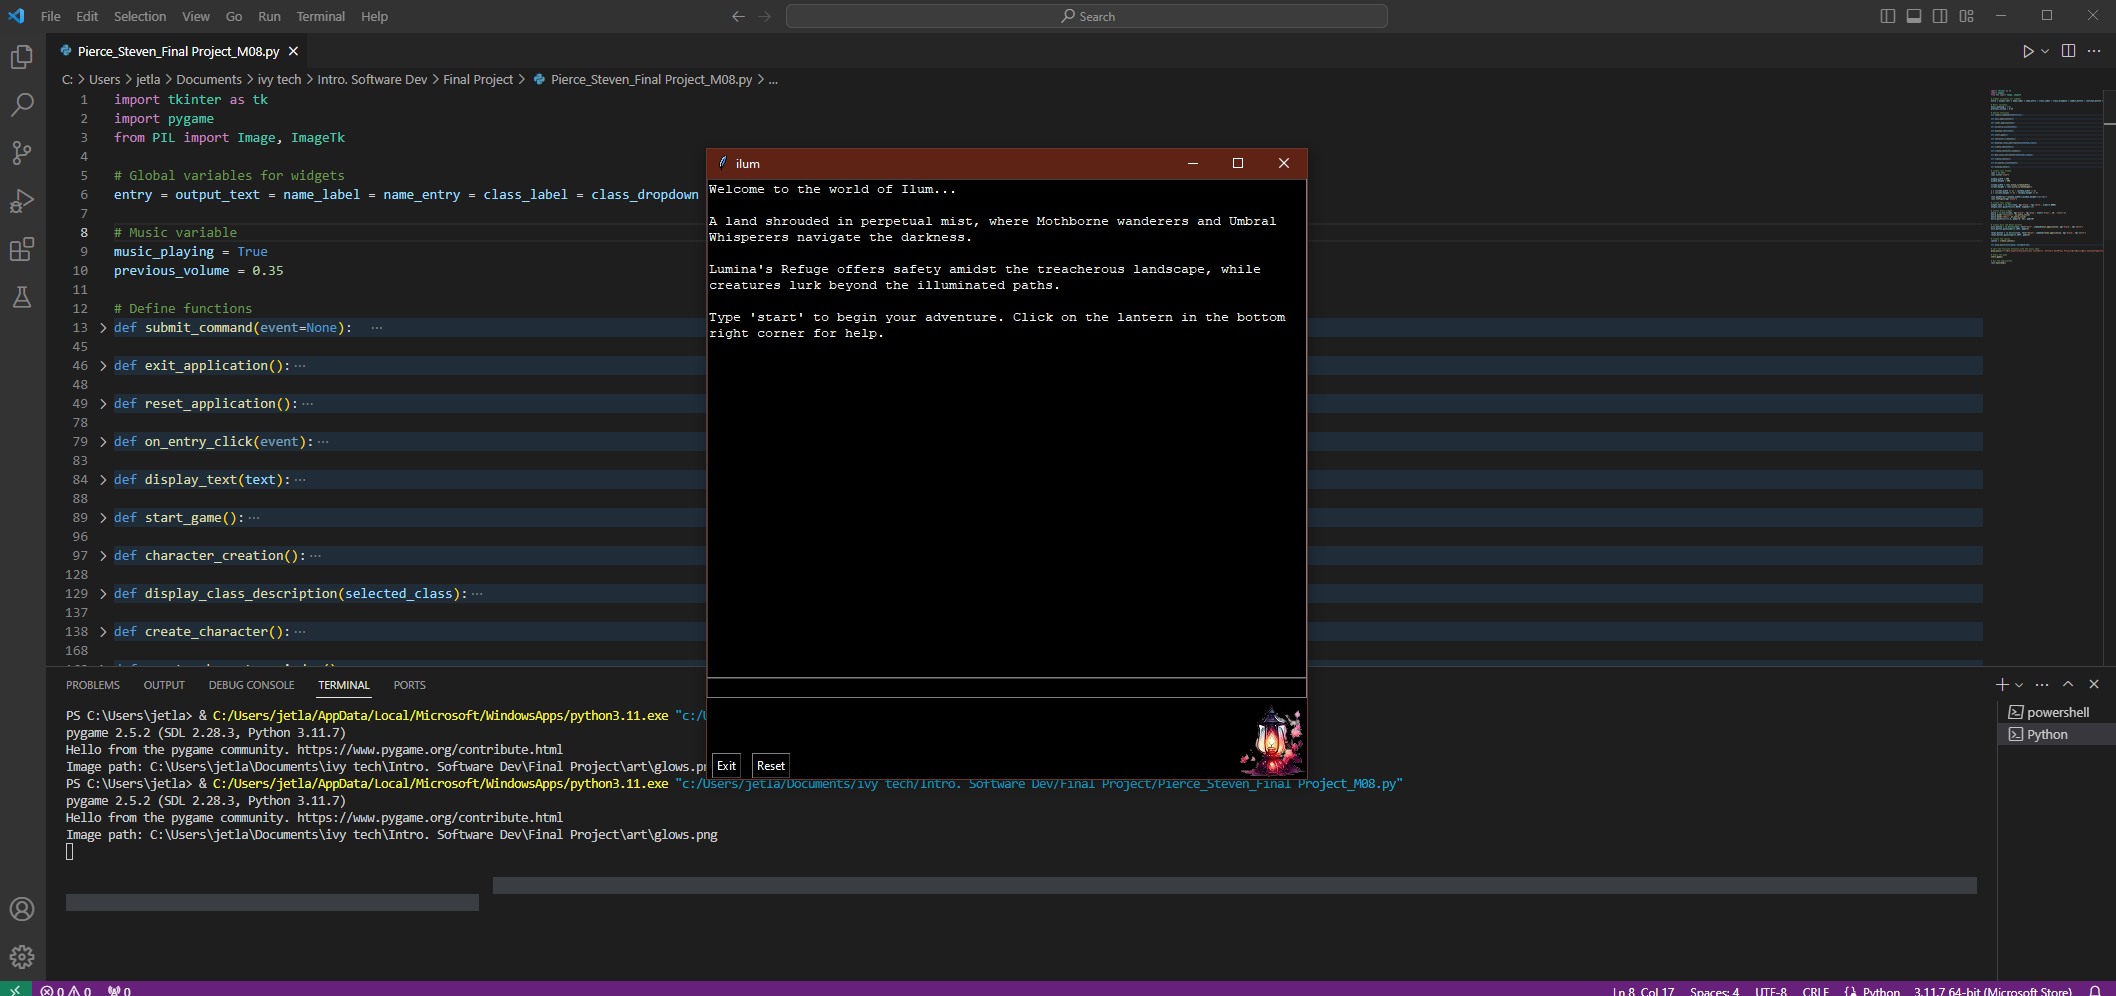 File Edit Selection View Go Run Terminal Help
Search
Pierce_Steven_Final Project_M08.py
C: > Users > jetla > Documents > ivy tech > Intro. Software Dev > Final Project > Pierce_Steven_Final Project_M08.py > ...
1 import tkinter as tk
2 import pygame
3 from PIL import Image, ImageTk
4
5 # Global variables for widgets
6 entry = output_text = name_label = name_entry = class_label = class_dropdown
7
8 # Music variable
9 music_playing = True
10 previous_volume = 0.35
11
12 # Define functions
13 > def submit_command(event=None): ...
45
46 > def exit_application(): ...
48
49 > def reset_application(): ...
78
79 > def on_entry_click(event): ...
83
84 > def display_text(text): ...
88
89 > def start_game(): ...
96
97 > def character_creation(): ...
128
129 > def display_class_description(selected_class): ...
137
138 > def create_character(): ...
168
ilum
Welcome to the world of Ilum...
A land shrouded in perpetual mist, where Mothborne wanderers and Umbral
Whisperers navigate the darkness.
Lumina's Refuge offers safety amidst the treacherous landscape, while
creatures lurk beyond the illuminated paths.
Type 'start' to begin your adventure. Click on the lantern in the bottom
right corner for help.
Exit Reset
PROBLEMS OUTPUT DEBUG CONSOLE TERMINAL PORTS
powershell
Python
PS C:\Users\jetla> & C:/Users/jetla/AppData/Local/Microsoft/WindowsApps/python3.11.exe "c:/
pygame 2.5.2 (SDL 2.28.3, Python 3.11.7)
Hello from the pygame community. https://www.pygame.org/contribute.html
Image path: C:\Users\jetla\Documents\ivy tech\Intro. Software Dev\Final Project\art\glows.p
PS C:\Users\jetla> & C:/Users/jetla/AppData/Local/Microsoft/WindowsApps/python3.11.exe "c:/Users/jetla/Documents/ivy tech/Intro. Software Dev/Final Project/Pierce_Steven_Final Project_M08.py"
pygame 2.5.2 (SDL 2.28.3, Python 3.11.7)
Hello from the pygame community. https://www.pygame.org/contribute.html
Image path: C:\Users\jetla\Documents\ivy tech\Intro. Software Dev\Final Project\art\glows.png
0 0 0 Ln 8, Col 17 Spaces: 4 UTF-8 CRLF Python 3.11.7 64-bit (Microsoft Store)